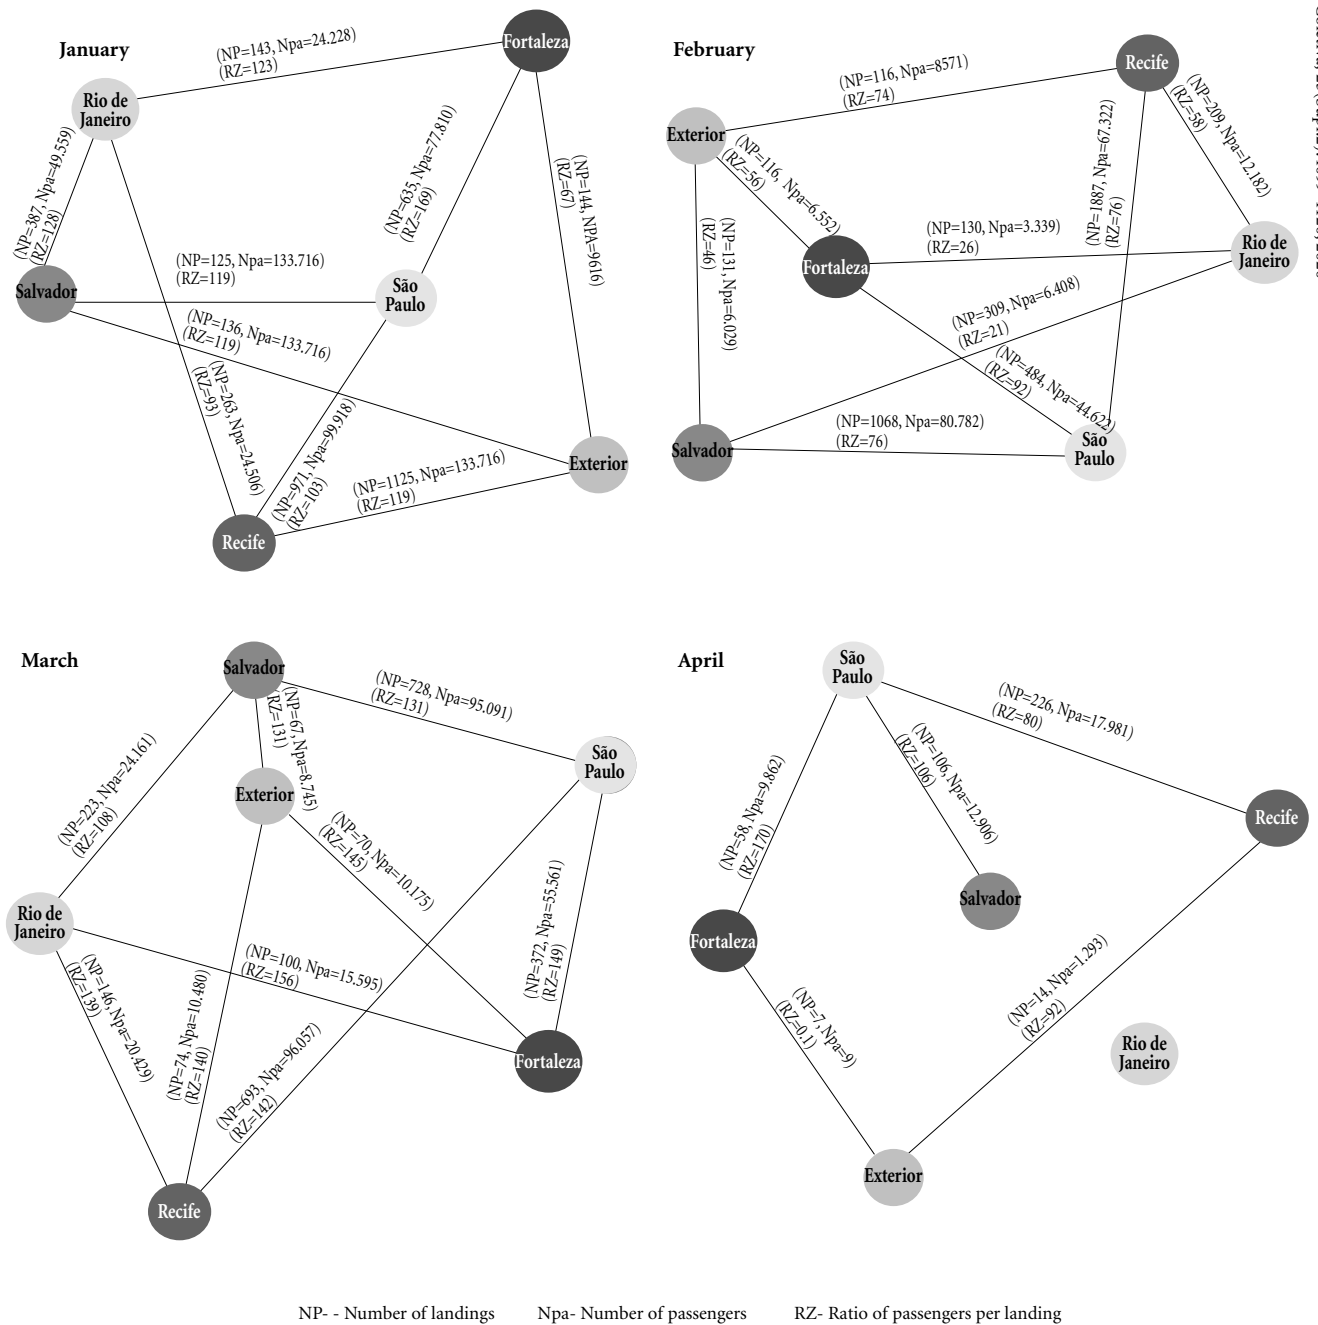 January
(NP=143, Npa=24.228)
(RZ=123)
Fortaleza
Rio de
Janeiro
(NP=387, Npa=49.559)
(RZ=128)
(NP=635, Npa=77.810)
(RZ=169)
(NP=144, NPA=9616)
(RZ=67)
(NP=125, Npa=133.716)
(RZ=119)
Salvador
São
Paulo
(NP=136, Npa=133.716)
(RZ=119)
(NP=263, Npa=24.506)
(RZ=93)
(NP=971, Npa=99.918)
(RZ=103)
(NP=1125, Npa=133.716)
(RZ=119)
Exterior
Recife
February
(NP=116, Npa=8571)
(RZ=74)
Recife
Exterior
(NP=116, Npa=6.552)
(RZ=56)
(NP=1887, Npa=67.322)
(RZ=76)
(NP=209, Npa=12.182)
(RZ=58)
(NP=131, Npa=6.029)
(RZ=46)
(NP=130, Npa=3.339)
(RZ=26)
Fortaleza
Rio de
Janeiro
(NP=309, Npa=6.408)
(RZ=21)
(NP=484, Npa=44.622)
(RZ=92)
(NP=1068, Npa=80.782)
(RZ=76)
Salvador
São
Paulo
March
Salvador
(NP=728, Npa=95.091)
(RZ=131)
(NP=67, Npa=8.745)
(RZ=131)
São
Paulo
(NP=223, Npa=24.161)
(RZ=108)
Exterior
(NP=70, Npa=10.175)
(RZ=145)
Rio de
Janeiro
(NP=100, Npa=15.595)
(RZ=156)
(NP=372, Npa=55.561)
(RZ=149)
(NP=146, Npa=20.429)
(RZ=139)
(NP=74, Npa=10.480)
(RZ=140)
(NP=693, Npa=96.057)
(RZ=142)
Fortaleza
Recife
April
São
Paulo
(NP=226, Npa=17.981)
(RZ=80)
(NP=106, Npa=12.906)
(RZ=106)
(NP=58, Npa=9.862)
(RZ=170)
Recife
Salvador
Fortaleza
(NP=7, Npa=9)
(RZ=0.1)
(NP=14, Npa=1.293)
(RZ=92)
Rio de
Janeiro
Exterior
NP- - Number of landings Npa- Number of passengers RZ- Ratio of passengers per landing